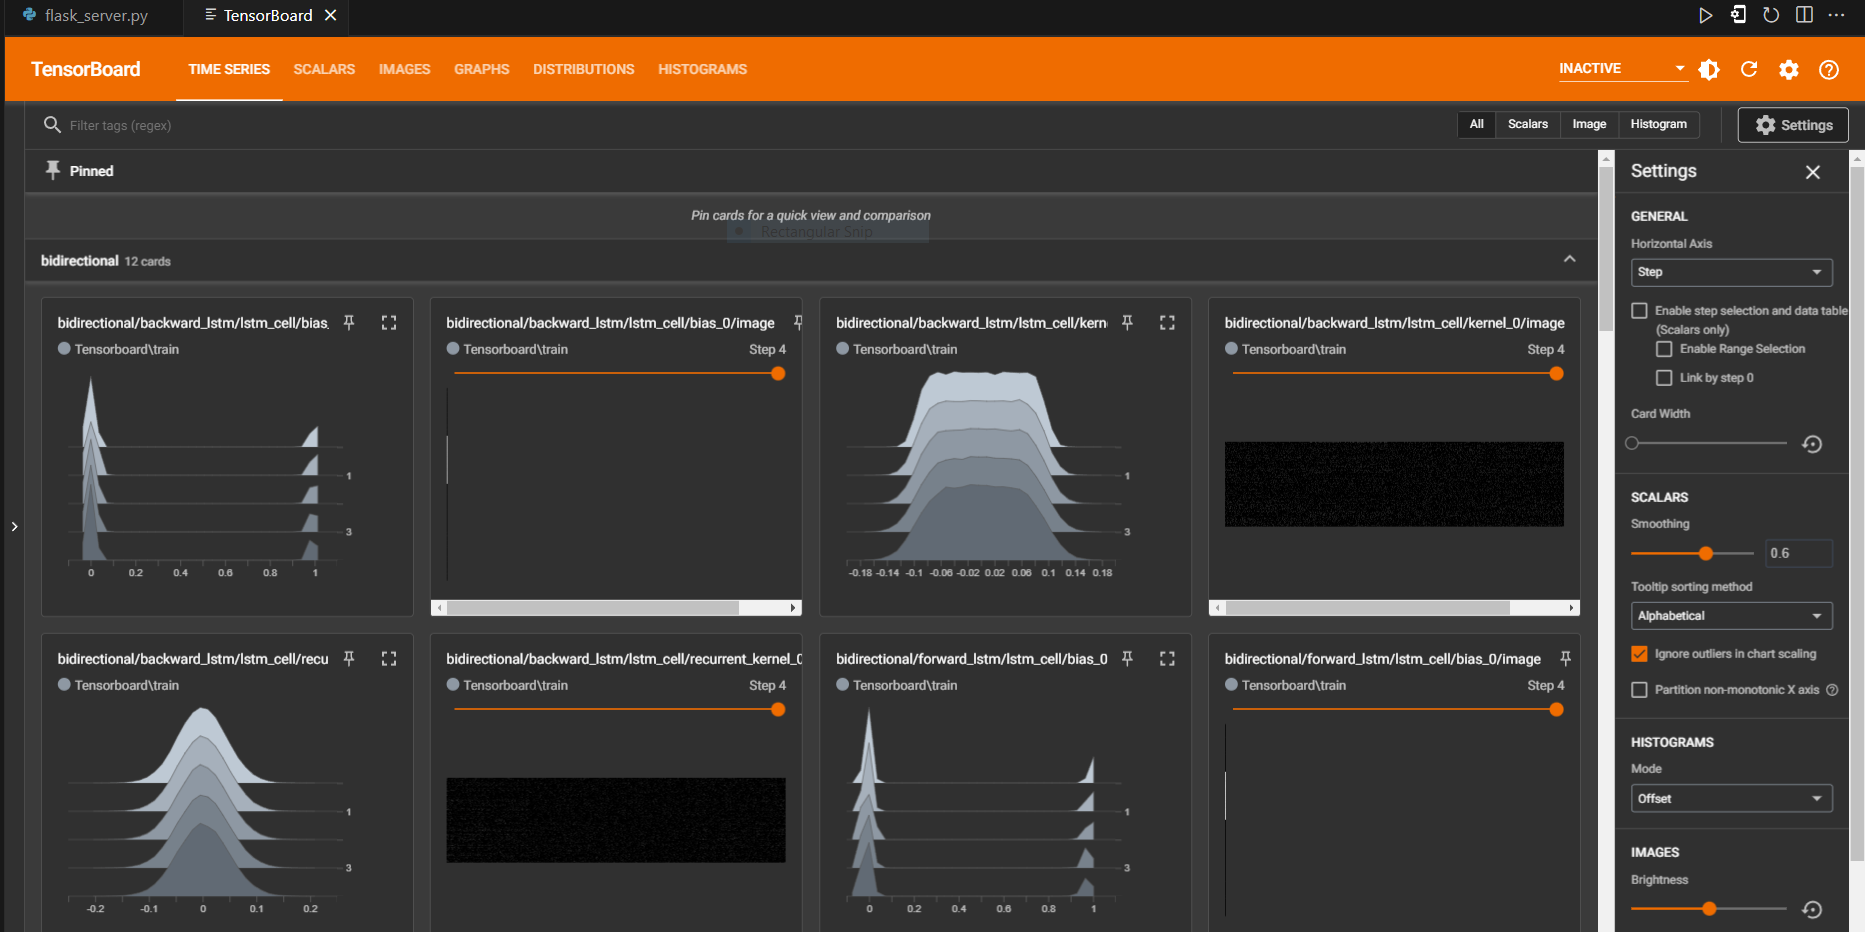 flask_server.py TensorBoard
TensorBoard TIME SERIES SCALARS IMAGES GRAPHS DISTRIBUTIONS HISTOGRAMS INACTIVE
Filter tags (regex) All Scalars Image Histogram Settings
Pinned
Pin cards for a quick view and comparison
Rectangular Snip
bidirectional 12 cards
bidirectional/backward_lstm/lstm_cell/bias_
Tensorboard\train
1
3
0 0.2 0.4 0.6 0.8 1
bidirectional/backward_lstm/lstm_cell/bias_0/image
Tensorboard\train Step 4
bidirectional/backward_lstm/lstm_cell/kern
Tensorboard\train
1
3
-0.18 -0.14 -0.1 -0.06 -0.02 0.02 0.06 0.1 0.14 0.18
bidirectional/backward_lstm/lstm_cell/kernel_0/image
Tensorboard\train Step 4
bidirectional/backward_lstm/lstm_cell/recu
Tensorboard\train
1
3
-0.2 -0.1 0 0.1 0.2
bidirectional/backward_lstm/lstm_cell/recurrent_kernel_0
Tensorboard\train Step 4
bidirectional/forward_lstm/lstm_cell/bias_0
Tensorboard\train
1
3
0 0.2 0.4 0.6 0.8 1
bidirectional/forward_lstm/lstm_cell/bias_0/image
Tensorboard\train Step 4
Settings
GENERAL
Horizontal Axis
Step
Enable step selection and data table
(Scalars only)
Enable Range Selection
Link by step 0
Card Width
SCALARS
Smoothing
0.6
Tooltip sorting method
Alphabetical
Ignore outliers in chart scaling
Partition non-monotonic X axis
HISTOGRAMS
Mode
Offset
IMAGES
Brightness